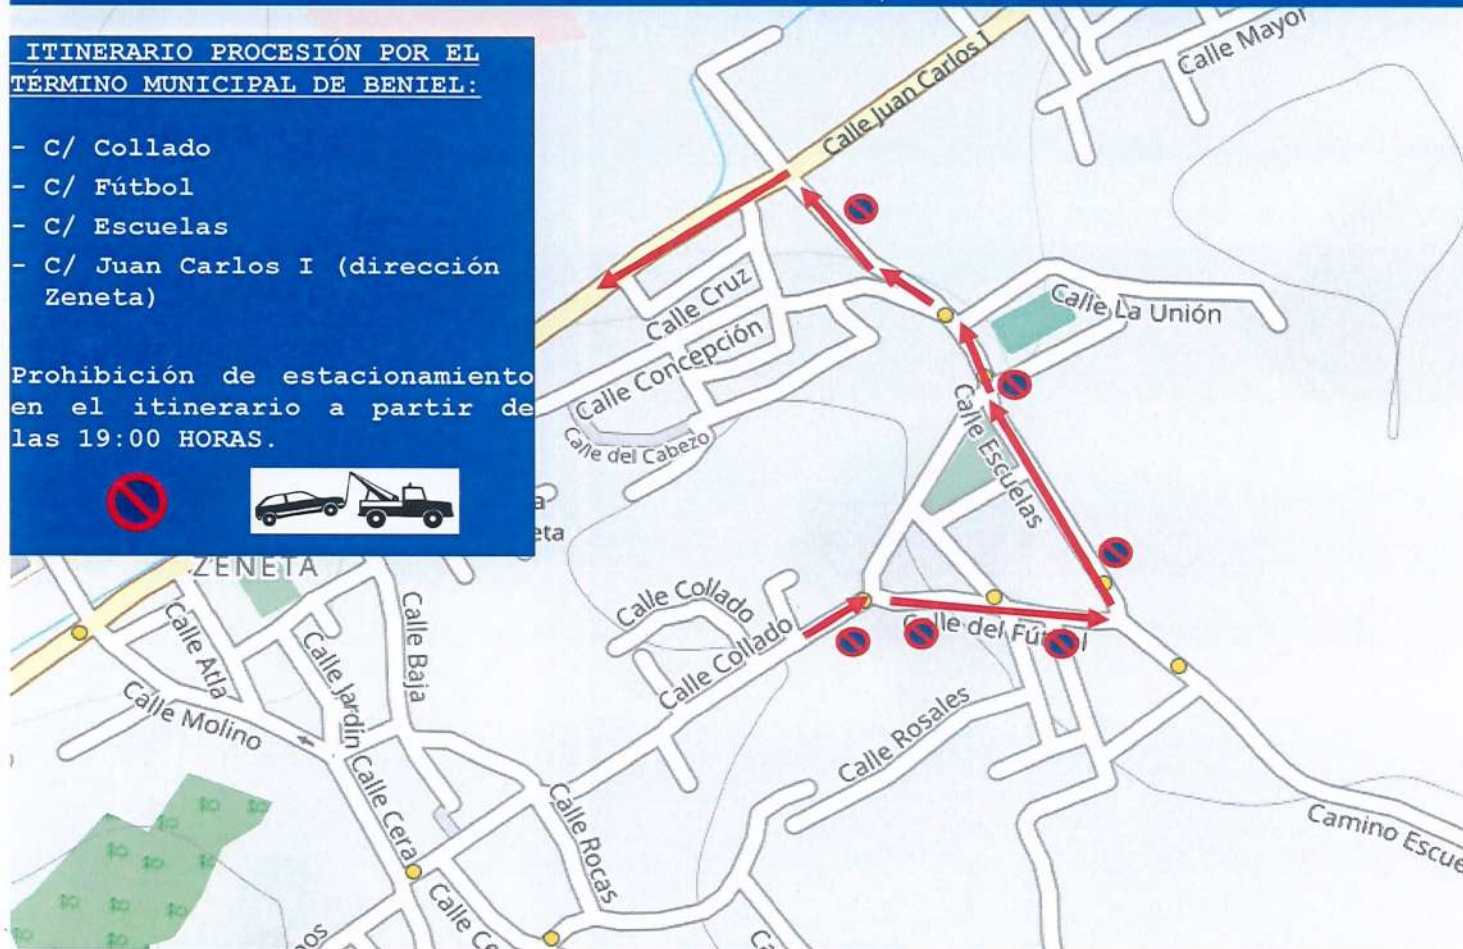 ITINERARIO PROCESIÓN POR EL
TÉRMINO MUNICIPAL DE BENIEL:
- C/ Collado
- C/ Fútbol
- C/ Escuelas
- C/ Juan Carlos I (dirección
Zeneta)
Prohibición de estacionamiento
en el itinerario a partir de
las 19:00 HORAS.
Calle Mayor
Calle Juan Carlos I
Calle Cruz
Calle La Unión
Calle Concepción
Calle del Cabezo
Calle Escuelas
ZENETA
Calle Collado
Calle Collado
Calle Atla
Calle Jardín
Calle Baja
Calle Molino
Calle Rosales
Calle Cera
Calle Rocas